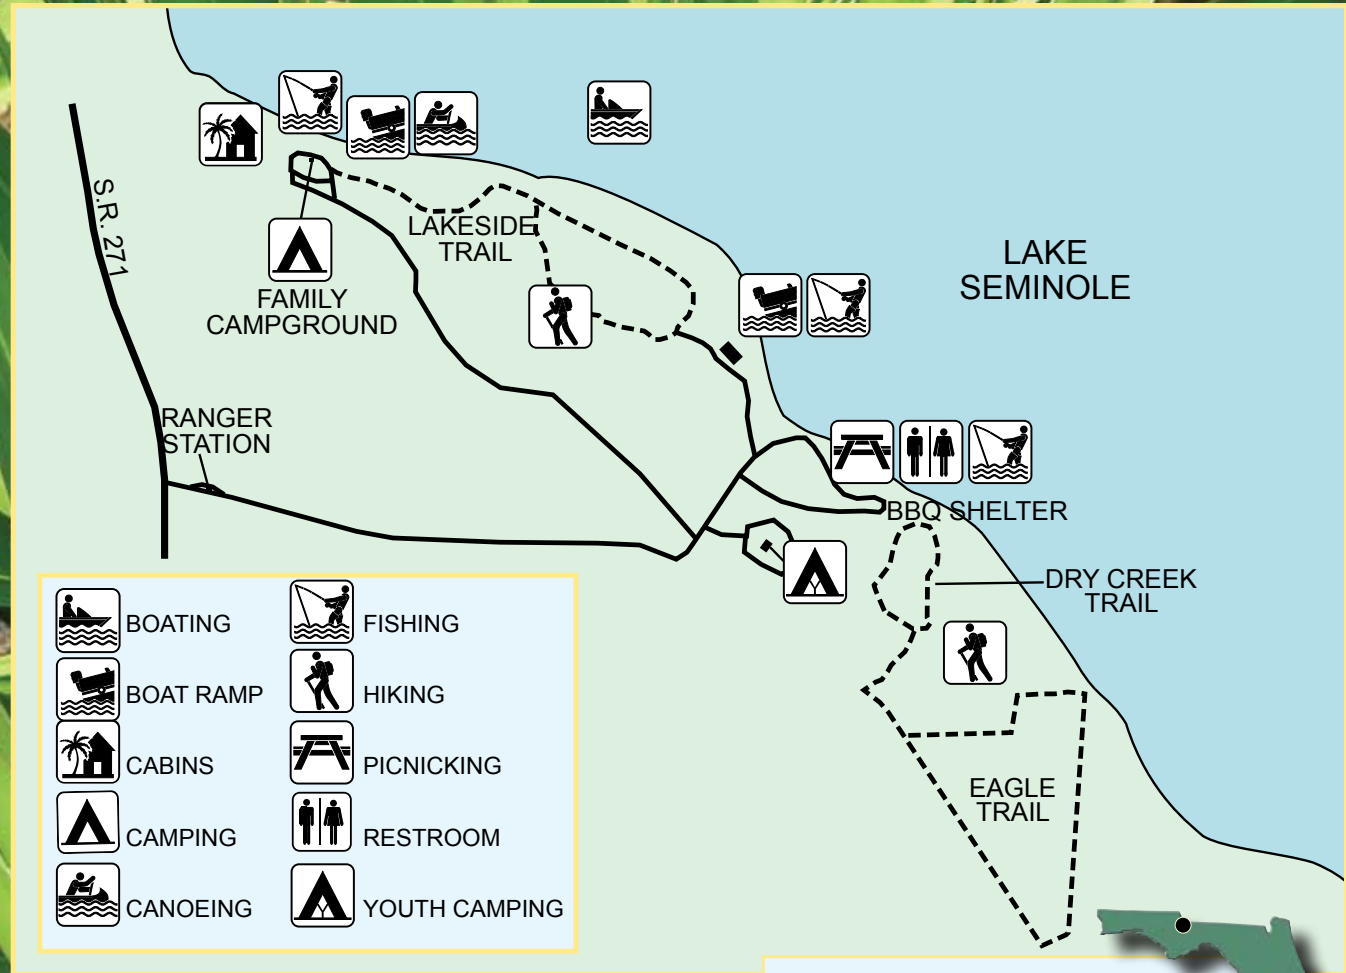 S.R. 271
LAKESIDE
TRAIL
LAKE
SEMINOLE
FAMILY
CAMPGROUND
RANGER
STATION
BBQ SHELTER
DRY CREEK
TRAIL
EAGLE
TRAIL
BOATING
BOAT RAMP
CABINS
CAMPING
CANOEING
FISHING
HIKING
PICNICKING
RESTROOM
YOUTH CAMPING